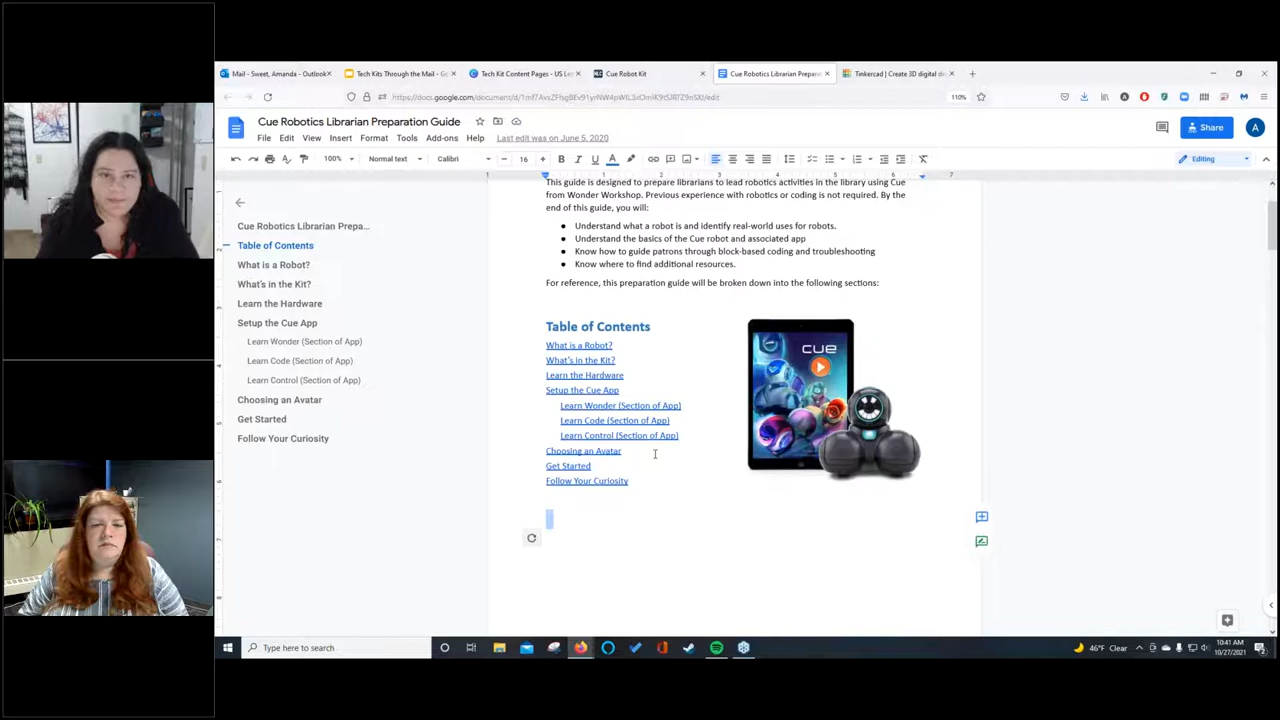 Mail - Sweet, Amanda - Outlook
Tech Kits Through the Mail - Go
Tech Kit Content Pages - US Le
Cue Robot Kit
Cue Robotics Librarian Prepara
Tinkercad | Create 3D digital de
110%
Cue Robotics Librarian Preparation Guide
File Edit View Insert Format Tools Add-ons Help Last edit was on June 5, 2020
Share
A
100% Normal text Calibri 16 B I U A Editing
1 1 2 3 4 5 6 7
This guide is designed to prepare librarians to lead robotics activities in the library using Cue
from Wonder Workshop. Previous experience with robotics or coding is not required. By the
end of this guide, you will:
● Understand what a robot is and identify real-world uses for robots.
● Understand the basics of the Cue robot and associated app
● Know how to guide patrons through block-based coding and troubleshooting
● Know where to find additional resources.
For reference, this preparation guide will be broken down into the following sections:
Cue Robotics Librarian Prepa...
Table of Contents
What is a Robot?
What's in the Kit?
Learn the Hardware
Setup the Cue App
Learn Wonder (Section of App)
Learn Code (Section of App)
Learn Control (Section of App)
Choosing an Avatar
Get Started
Follow Your Curiosity
Table of Contents
What is a Robot?
What's in the Kit?
Learn the Hardware
Setup the Cue App
Learn Wonder (Section of App)
Learn Code (Section of App)
Learn Control (Section of App)
Choosing an Avatar
Get Started
Follow Your Curiosity
cue
Type here to search
46°F Clear
10:41 AM
10/27/2021